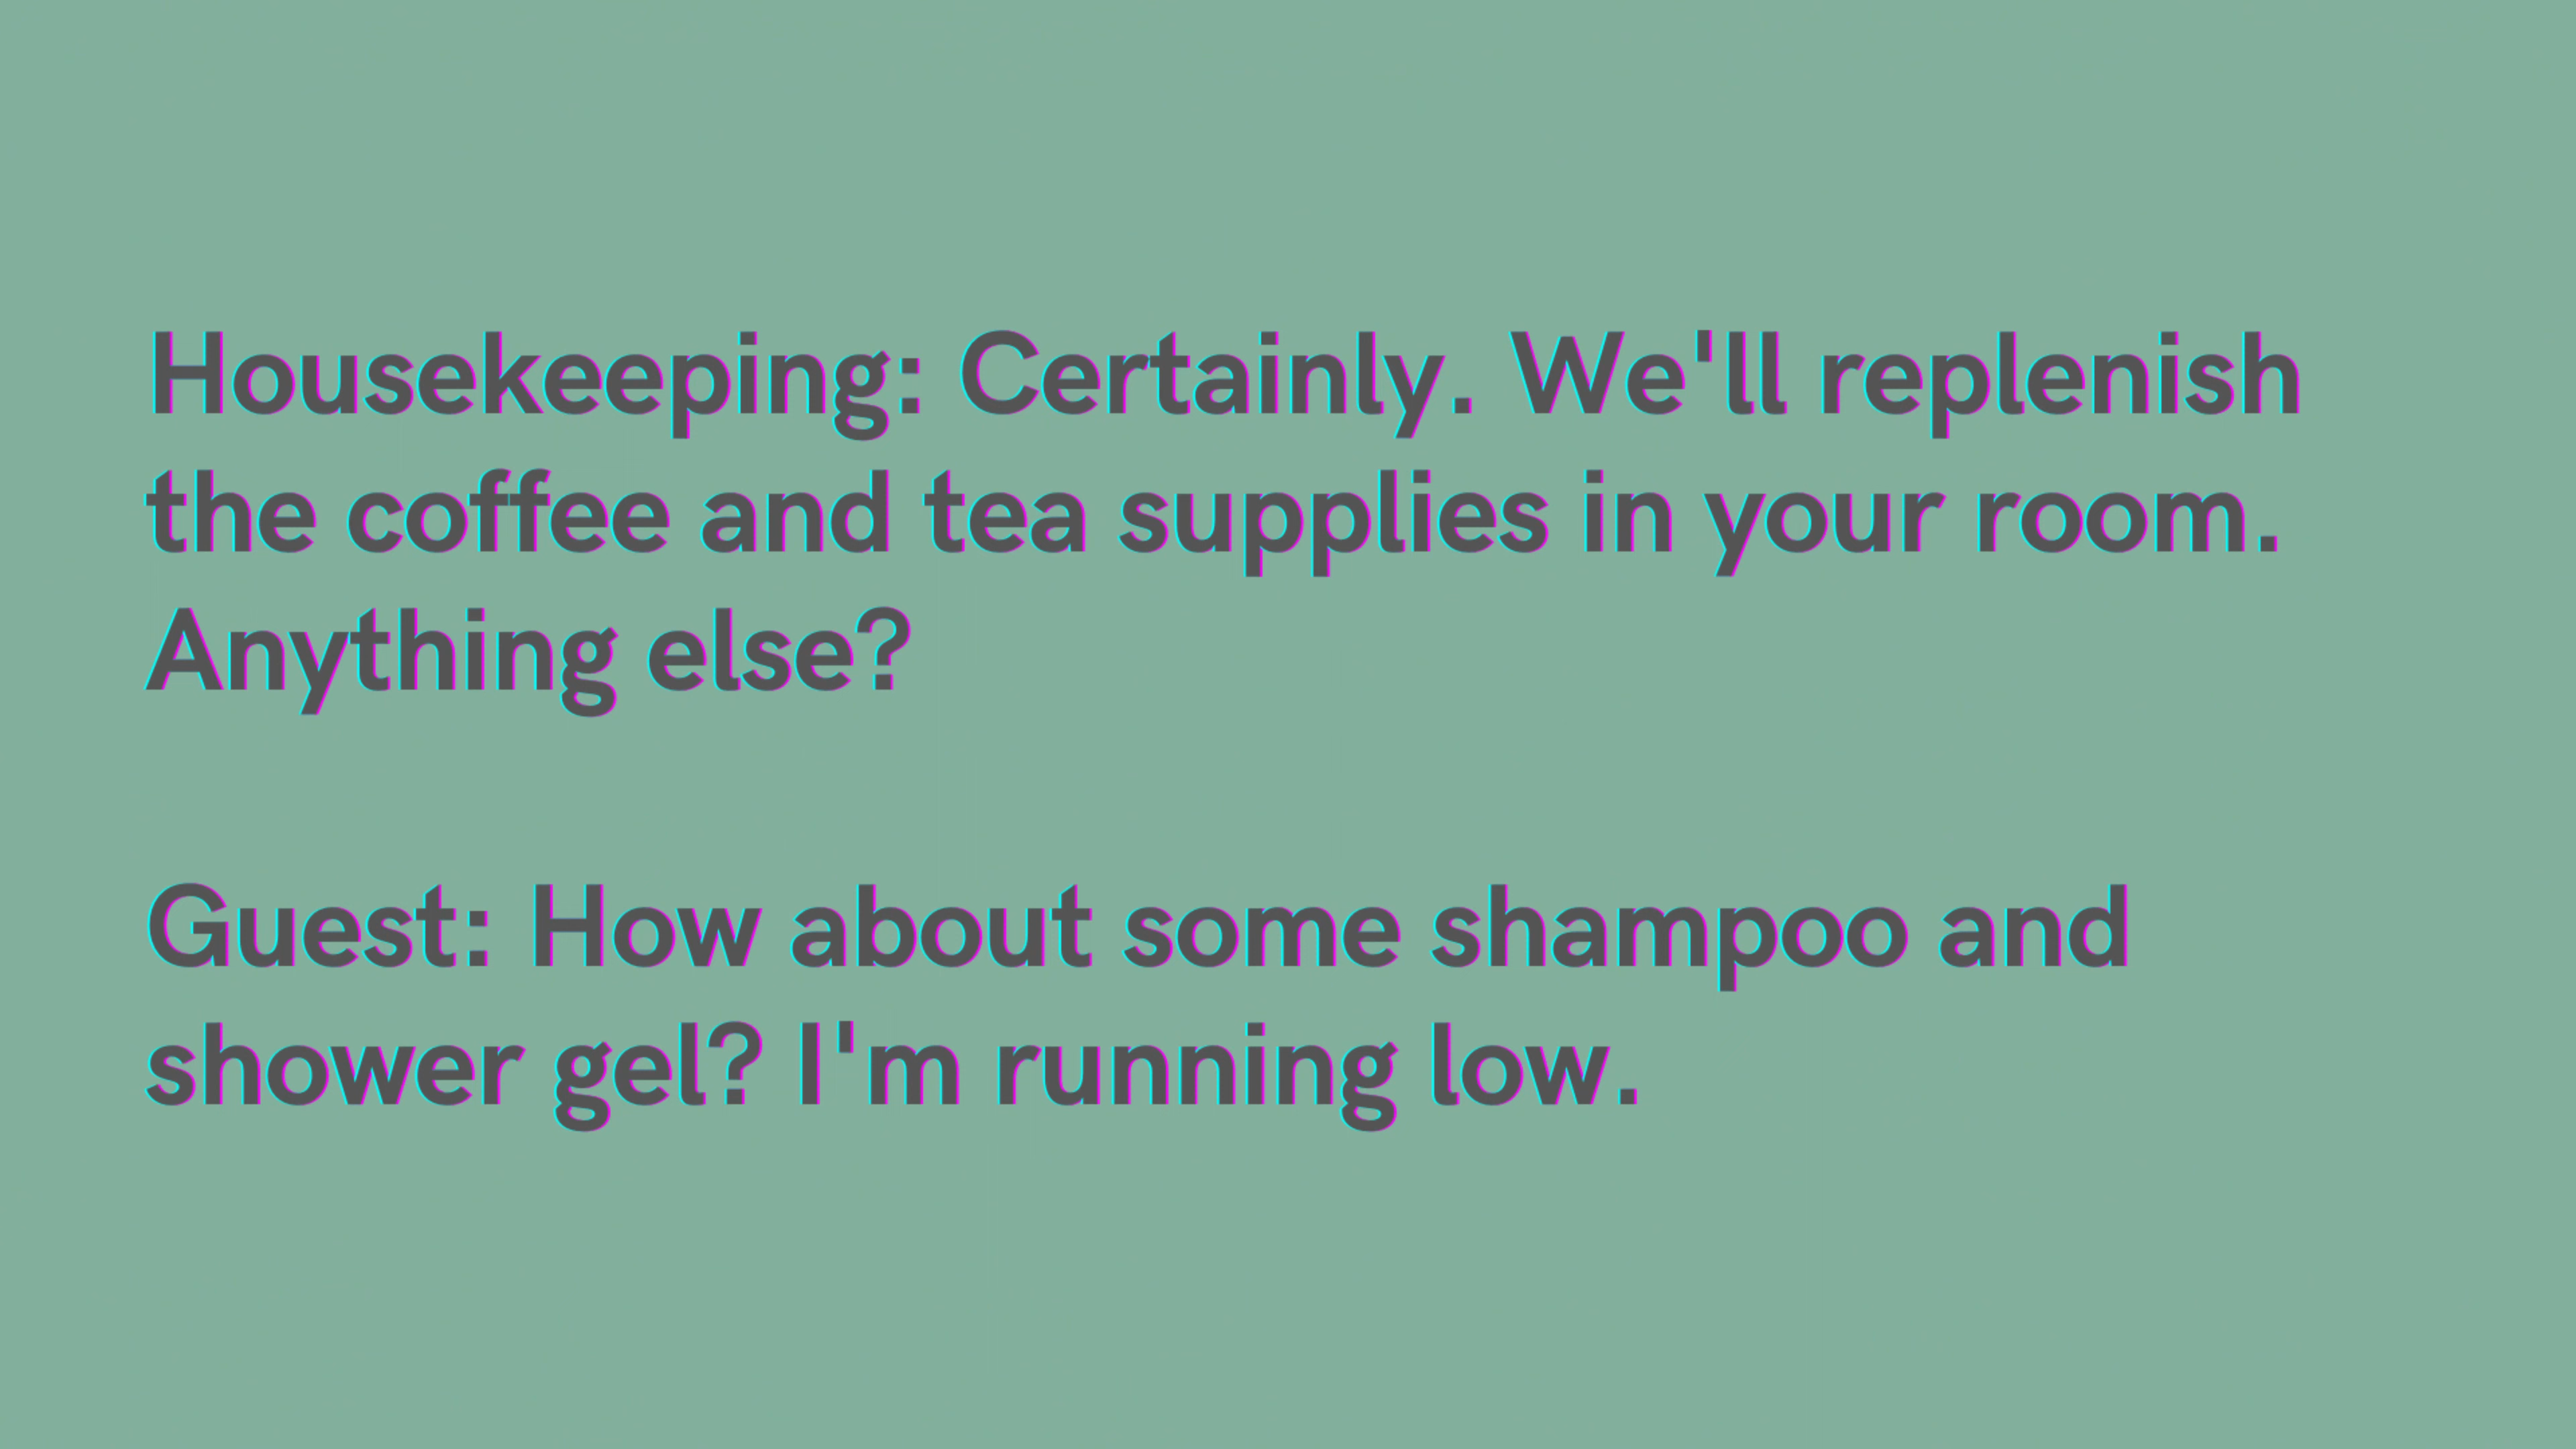 Housekeeping: Certainly. We'll replenish
the coffee and tea supplies in your room.
Anything else?
Guest: How about some shampoo and
shower gel? I'm running low.